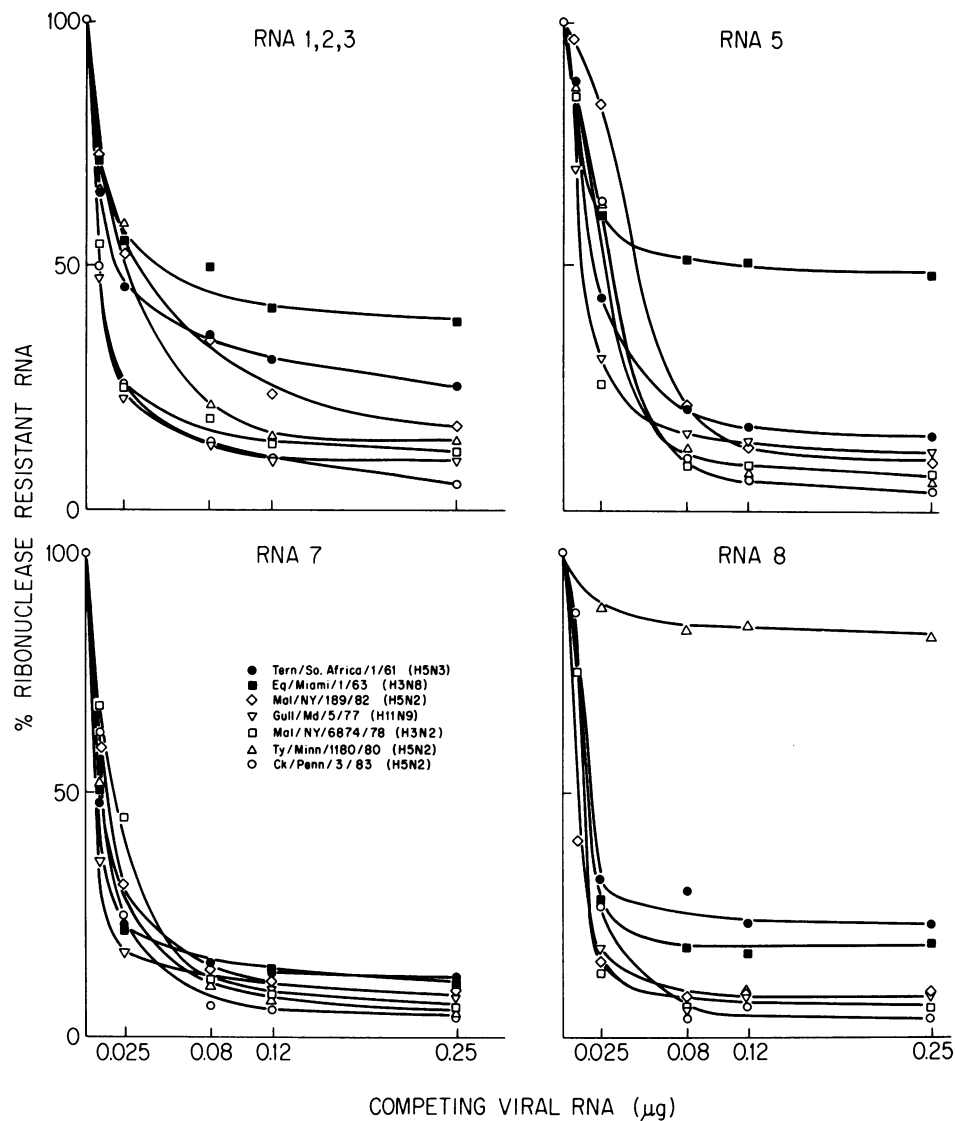 % RIBONUCLEASE RESISTANT RNA
RNA 1,2,3
100
50
0
RNA 5
RNA 7
100
50
0
Tern/So. Africa/1/61 (H5N3)
Eq/Miami/1/63 (H3N8)
Mal/NY/189/82 (H5N2)
Gull/Md/5/77 (H11N9)
Mal/NY/6874/78 (H3N2)
Ty/Minn/1180/80 (H5N2)
Ck/Penn/3/83 (H5N2)
0.025 0.08 0.12 0.25
RNA 8
0.025 0.08 0.12 0.25
COMPETING VIRAL RNA (µg)